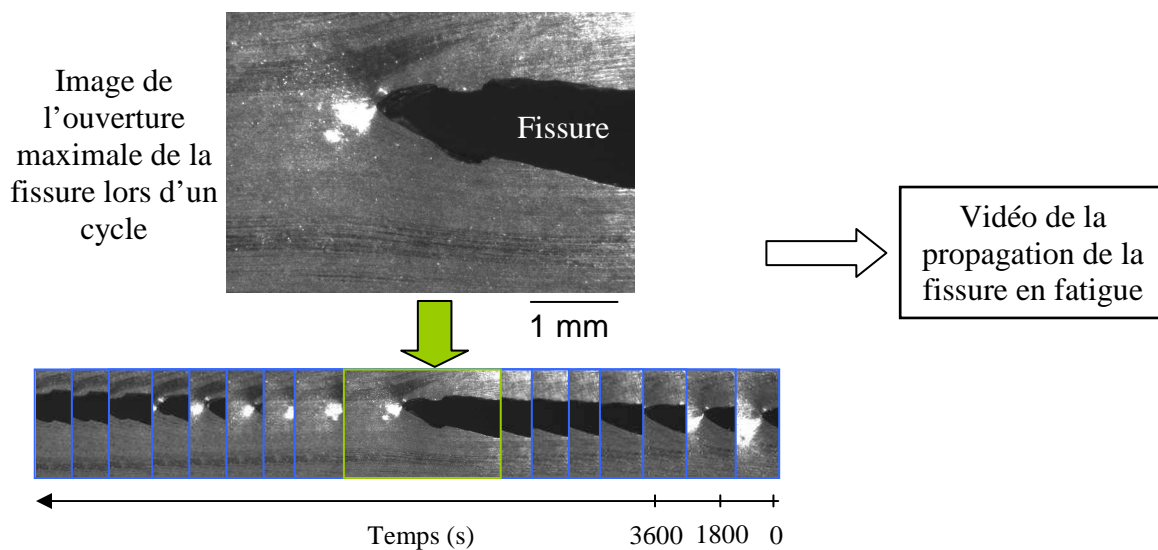 Image de
l’ouverture
maximale de la
fissure lors d’un
cycle
Fissure
1 mm
Vidéo de la
propagation de la
fissure en fatigue
Temps (s)
3600
1800
0